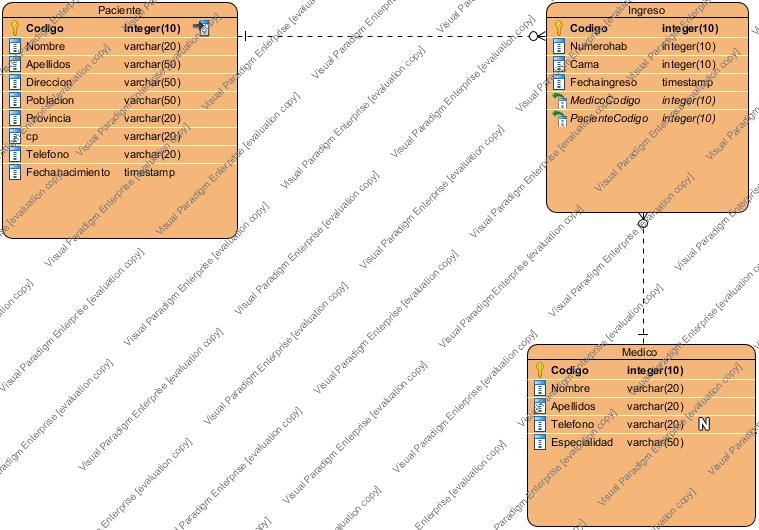 Paciente
Codigo integer(10)
Nombre varchar(20)
Apellidos varchar(50)
Direccion varchar(50)
Poblacion varchar(50)
Provincia varchar(20)
cp varchar(20)
Telefono varchar(20)
Fechanacimiento timestamp
Ingreso
Codigo integer(10)
Numerohab integer(10)
Cama integer(10)
Fechaingreso timestamp
MedicoCodigo integer(10)
PacienteCodigo integer(10)
Medico
Codigo integer(10)
Nombre varchar(20)
Apellidos varchar(20)
Telefono varchar(20) N
Especialidad varchar(50)
Visual Paradigm Enterprise [evaluation copy]